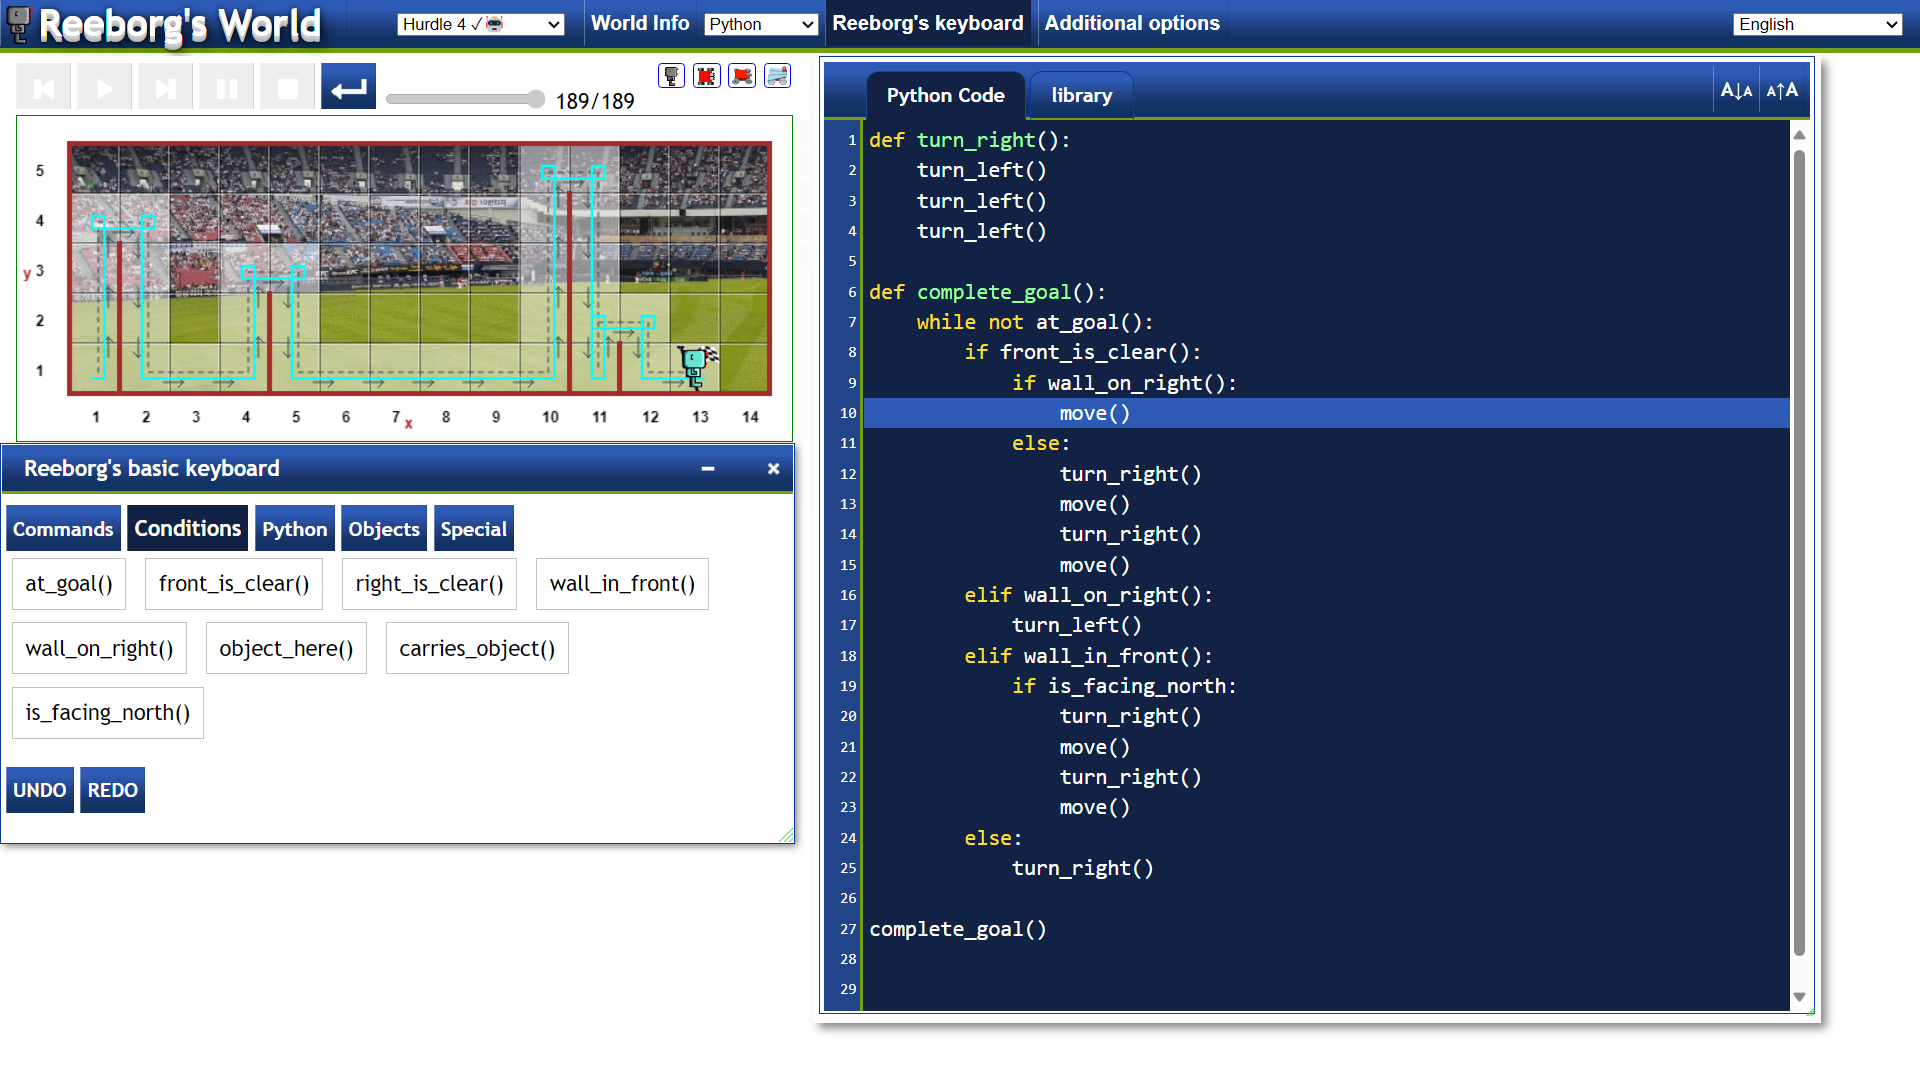 Reeborg's World
Hurdle 4 ✓
World Info
Python
Reeborg's keyboard
Additional options
English
189/189
5
4
y 3
2
1
1 2 3 4 5 6 7 x 8 9 10 11 12 13 14
Reeborg's basic keyboard
Commands
Conditions
Python
Objects
Special
at_goal()
front_is_clear()
right_is_clear()
wall_in_front()
wall_on_right()
object_here()
carries_object()
is_facing_north()
UNDO
REDO
Python Code
library
A↓A
A↑A
1 def turn_right():
2     turn_left()
3     turn_left()
4     turn_left()
5
6 def complete_goal():
7     while not at_goal():
8         if front_is_clear():
9             if wall_on_right():
10                 move()
11             else:
12                 turn_right()
13                 move()
14                 turn_right()
15                 move()
16         elif wall_on_right():
17             turn_left()
18         elif wall_in_front():
19             if is_facing_north:
20                 turn_right()
21                 move()
22                 turn_right()
23                 move()
24         else:
25             turn_right()
26
27 complete_goal()
28
29